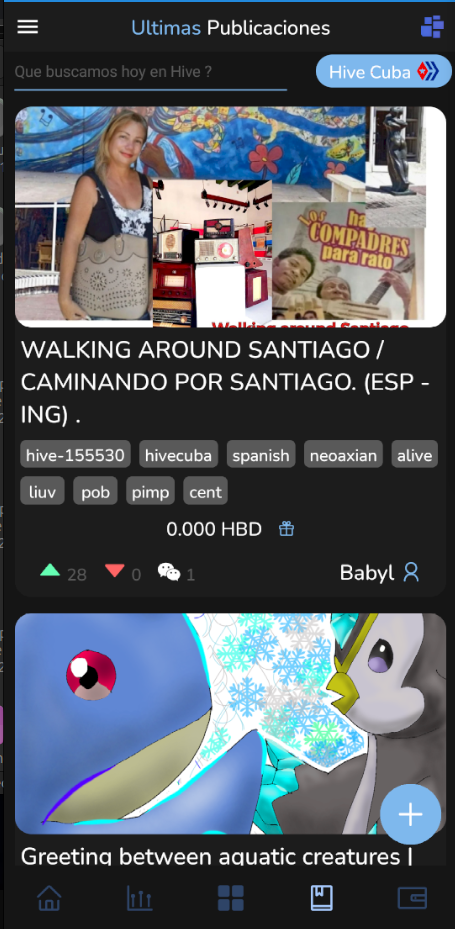 Ultimas Publicaciones
Que buscamos hoy en Hive ?
Hive Cuba
LOS
COMPADRES
para rato
Walking around Santiago
WALKING AROUND SANTIAGO /
CAMINANDO POR SANTIAGO. (ESP -
ING) .
hive-155530 hivecuba spanish neoaxian alive
liuv pob pimp cent
0.000 HBD
28 0 1 Babyl
Greeting between aquatic creatures |